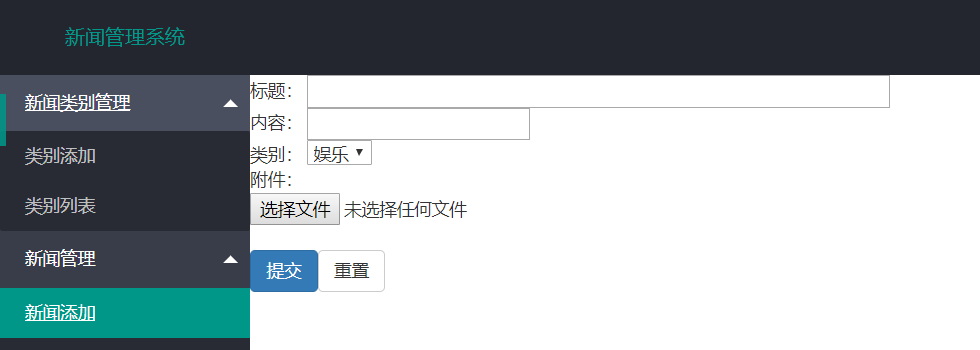 新闻管理系统
新闻类别管理
类别添加
类别列表
新闻管理
新闻添加
标题：
内容：
类别： 娱乐
附件：
选择文件 未选择任何文件
提交 重置